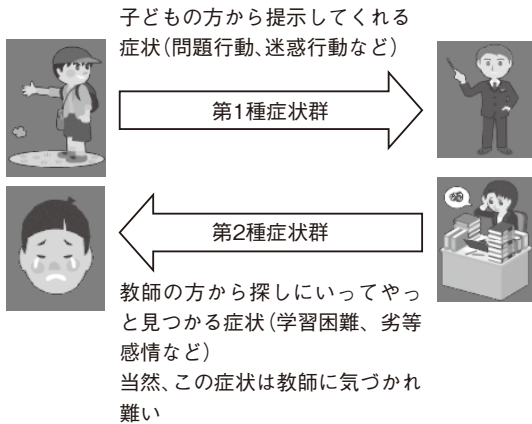 子どもの方から提示してくれる
症状（問題行動、迷惑行動など）
第1種症状群
第2種症状群
教師の方から探しにいってやっ
と見つかる症状（学習困難、劣等
感情など）
当然、この症状は教師に気づかれ
難い